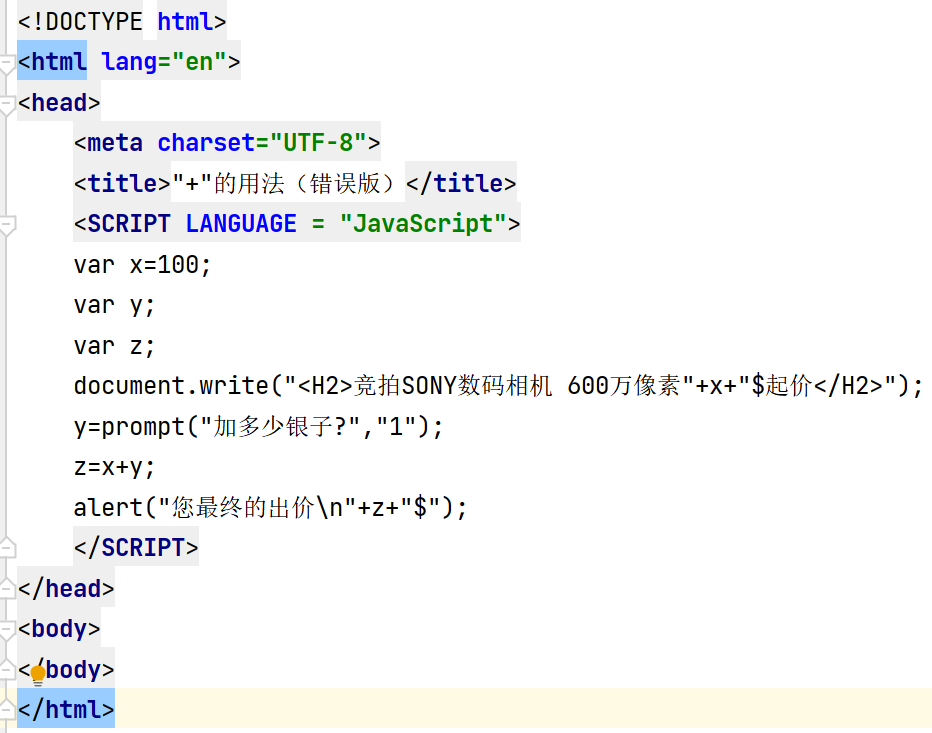 <!DOCTYPE html>
<html lang="en">
<head>
    <meta charset="UTF-8">
    <title>"+"的用法（错误版）</title>
    <SCRIPT LANGUAGE = "JavaScript">
    var x=100;
    var y;
    var z;
    document.write("<H2>竞拍SONY数码相机 600万像素"+x+"$起价</H2>");
    y=prompt("加多少银子?","1");
    z=x+y;
    alert("您最终的出价\n"+z+"$");
    </SCRIPT>
</head>
<body>
</body>
</html>